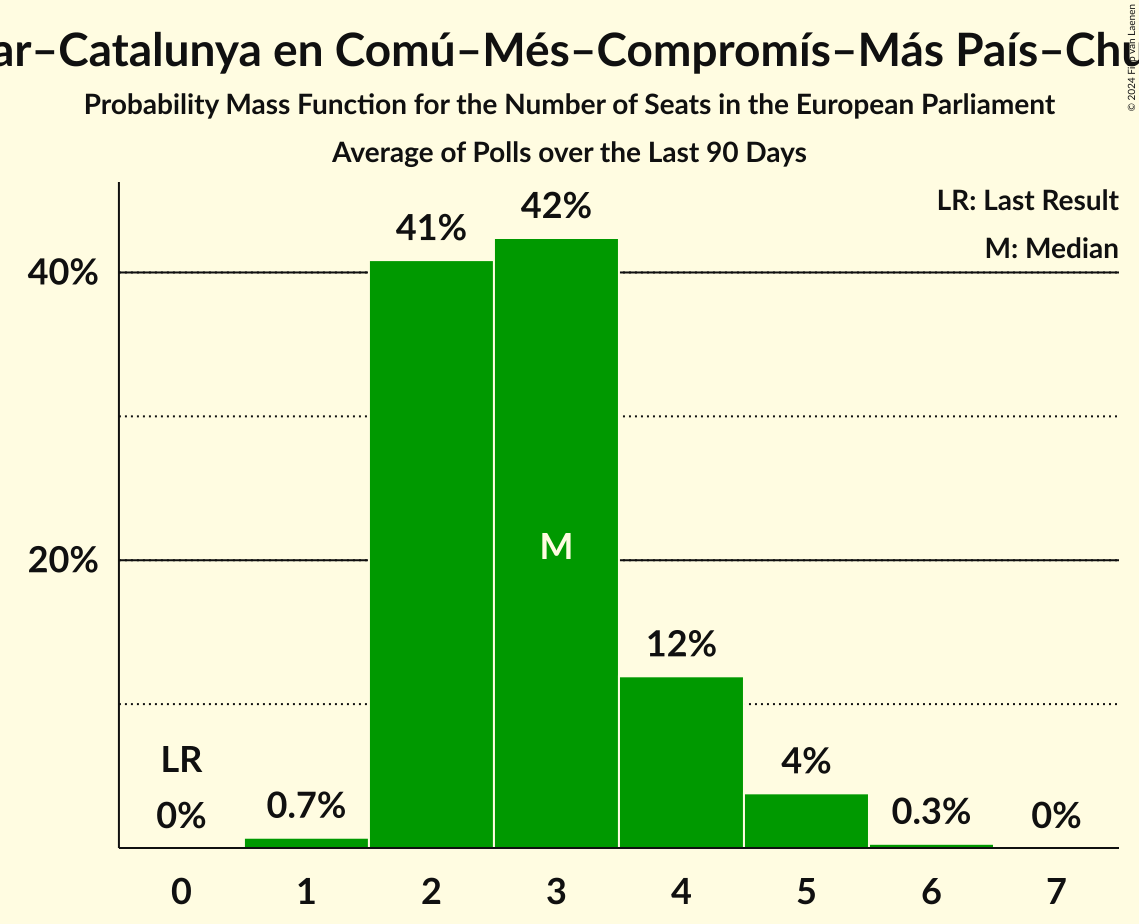 ar–Catalunya en Comú–Més–Compromís–Más País–Chu
Probability Mass Function for the Number of Seats in the European Parliament
Average of Polls over the Last 90 Days
© 2024 Filip van Laenen
LR: Last Result
M: Median
42%
41%
40%
M
20%
12%
LR
4%
0%
0.7%
0.3%
0%
0 1 2 3 4 5 6 7